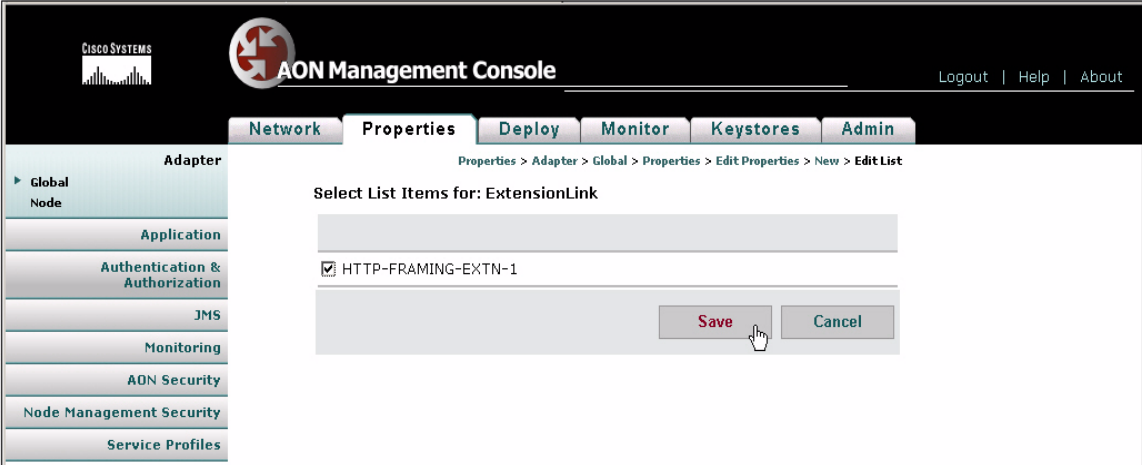 CISCO SYSTEMS
AON Management Console
Logout | Help | About
Network Properties Deploy Monitor Keystores Admin
Adapter
Global
Node
Application
Authentication &
Authorization
JMS
Monitoring
AON Security
Node Management Security
Service Profiles
Properties > Adapter > Global > Properties > Edit Properties > New > Edit List
Select List Items for: ExtensionLink
HTTP-FRAMING-EXTN-1
Save Cancel